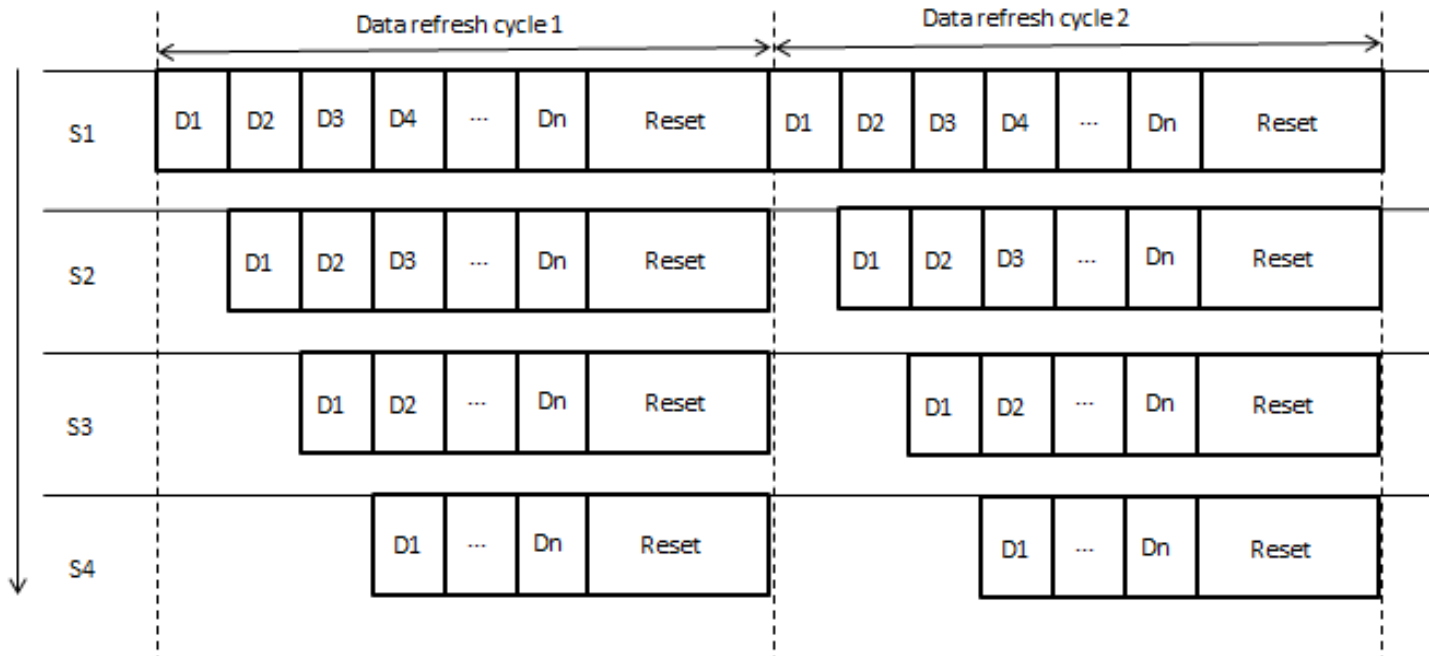 Data refresh cycle 1 Data refresh cycle 2
S1 D1 D2 D3 D4 ... Dn Reset D1 D2 D3 D4 ... Dn Reset
S2 D1 D2 D3 ... Dn Reset D1 D2 D3 ... Dn Reset
S3 D1 D2 ... Dn Reset D1 D2 ... Dn Reset
S4 D1 ... Dn Reset D1 ... Dn Reset